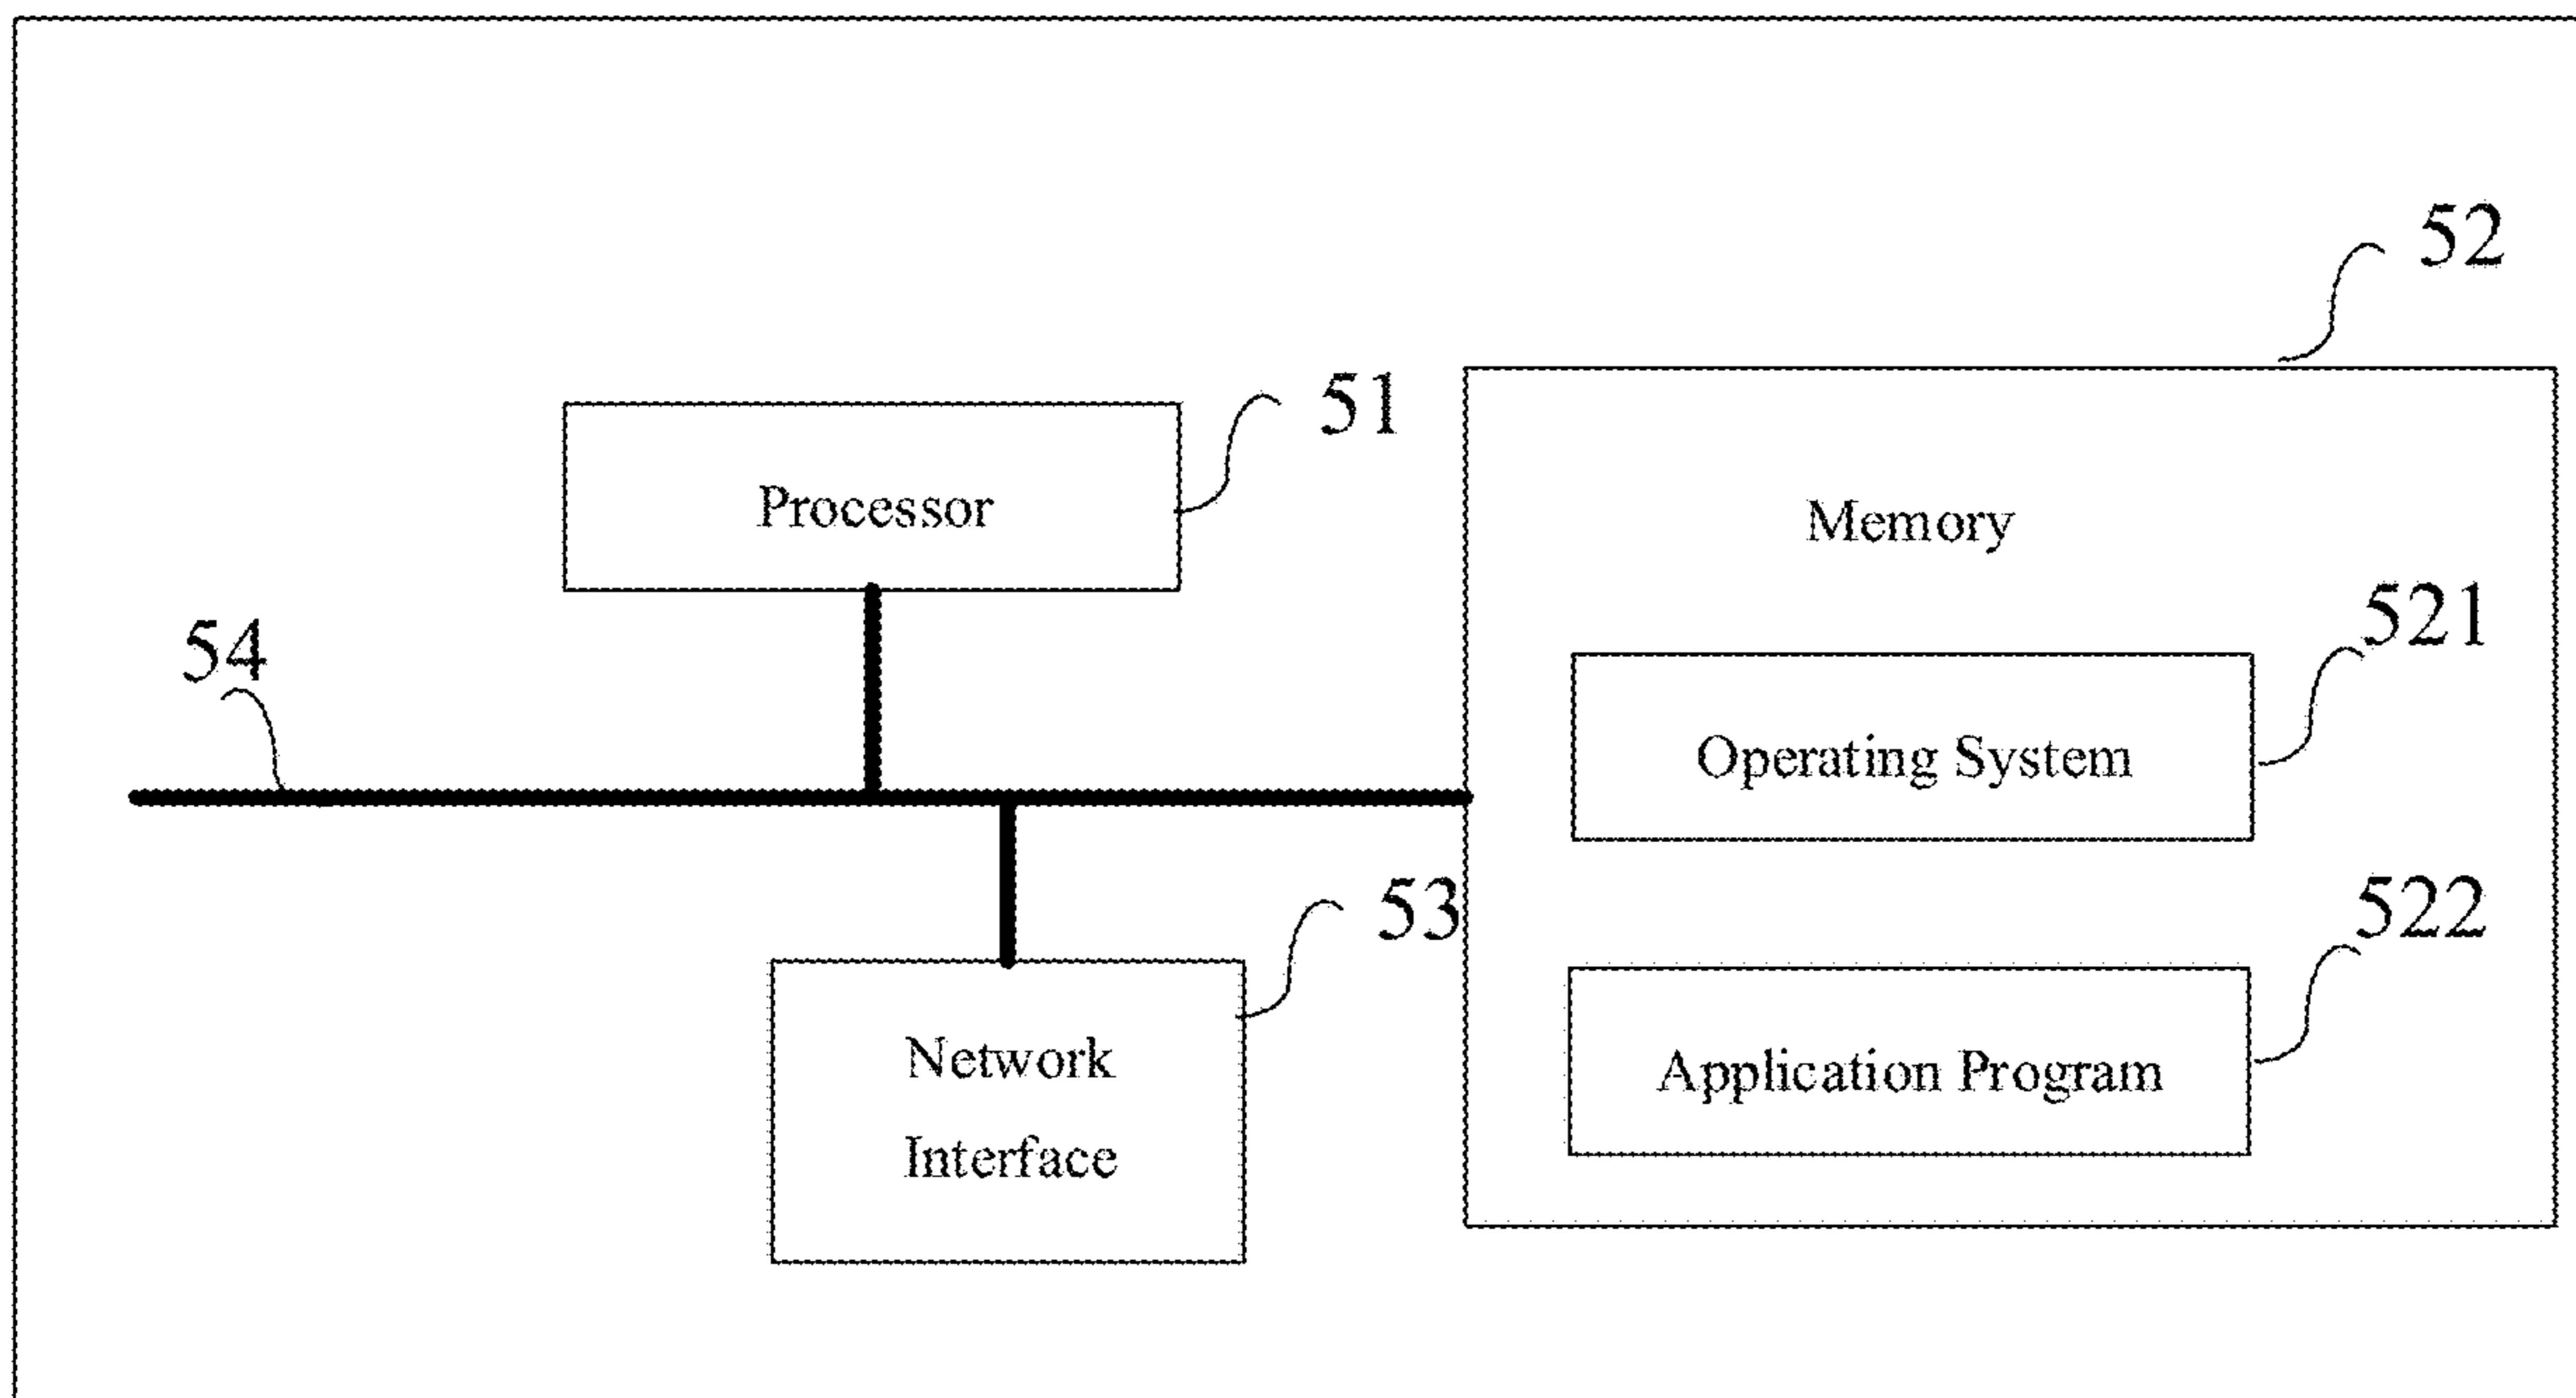 52
51
Processor
Memory
521
54
Operating System
53
522
Network
Interface
Application Program